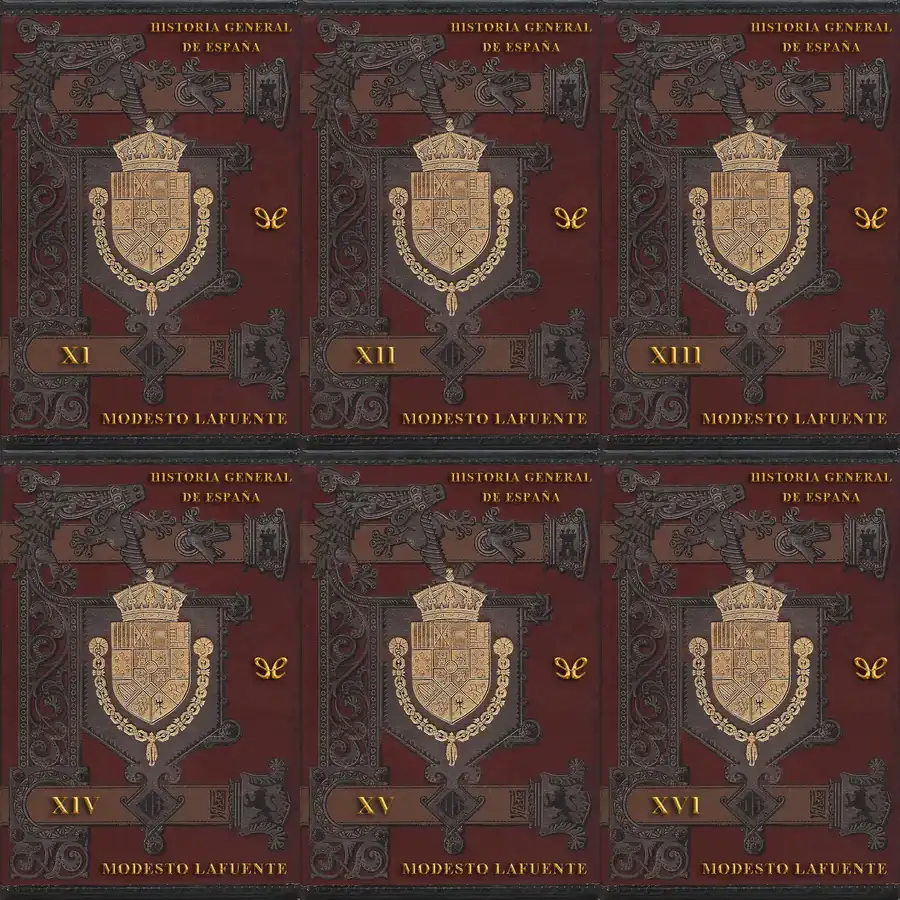 HISTORIA GENERAL
DE ESPAÑA
XI
MODESTO LAFUENTE
HISTORIA GENERAL
DE ESPAÑA
XII
MODESTO LAFUENTE
HISTORIA GENERAL
DE ESPAÑA
XIII
MODESTO LAFUENTE
HISTORIA GENERAL
DE ESPAÑA
XIV
MODESTO LAFUENTE
HISTORIA GENERAL
DE ESPAÑA
XV
MODESTO LAFUENTE
HISTORIA GENERAL
DE ESPAÑA
XVI
MODESTO LAFUENTE